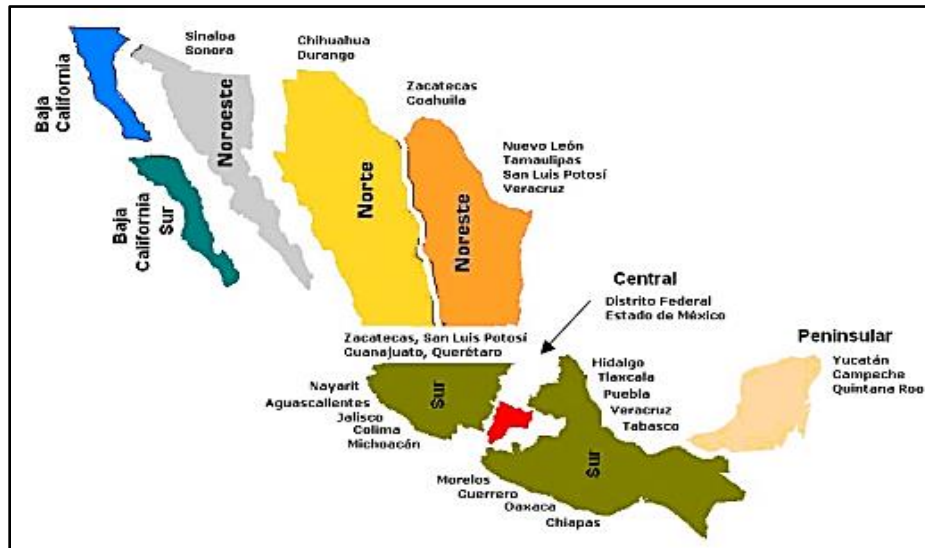 Baja
California
Sinaloa
Sonora
Noroeste
Baja
California
Sur
Chihuahua
Durango
Norte
Zacatecas
Coahuila
Noreste
Nuevo León
Tamaulipas
San Luis Potosí
Veracruz
Central
Distrito Federal
Estado de México
Zacatecas, San Luis Potosí
Guanajuato, Querétaro
Nayarit
Aguascalientes
Jalisco
Colima
Michoacán
Sur
Hidalgo
Tlaxcala
Puebla
Veracruz
Tabasco
Sur
Morelos
Guerrero
Oaxaca
Chiapas
Peninsular
Yucatán
Campeche
Quintana Roo